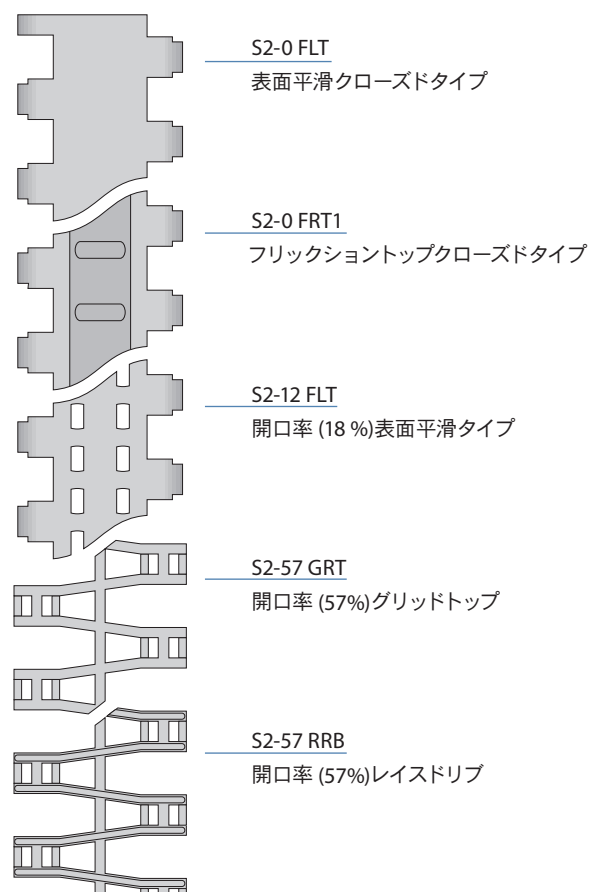 S2-0 FLT
表面平滑クローズドタイプ
S2-0 FRT1
フリックショントップクローズドタイプ
S2-12 FLT
開口率 (18 %)表面平滑タイプ
S2-57 GRT
開口率 (57%)グリッドトップ
S2-57 RRB
開口率 (57%)レイスドリブ